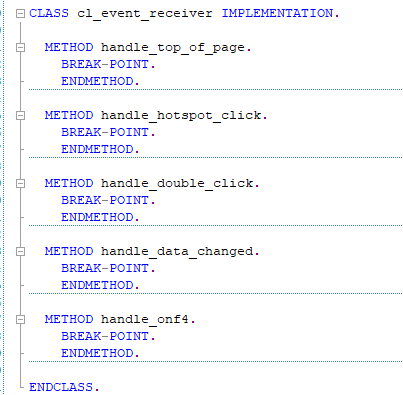 CLASS cl_event_receiver IMPLEMENTATION.
METHOD handle_top_of_page.
BREAK-POINT.
ENDMETHOD.
METHOD handle_hotspot_click.
BREAK-POINT.
ENDMETHOD.
METHOD handle_double_click.
BREAK-POINT.
ENDMETHOD.
METHOD handle_data_changed.
BREAK-POINT.
ENDMETHOD.
METHOD handle_onf4.
BREAK-POINT.
ENDMETHOD.
ENDCLASS.